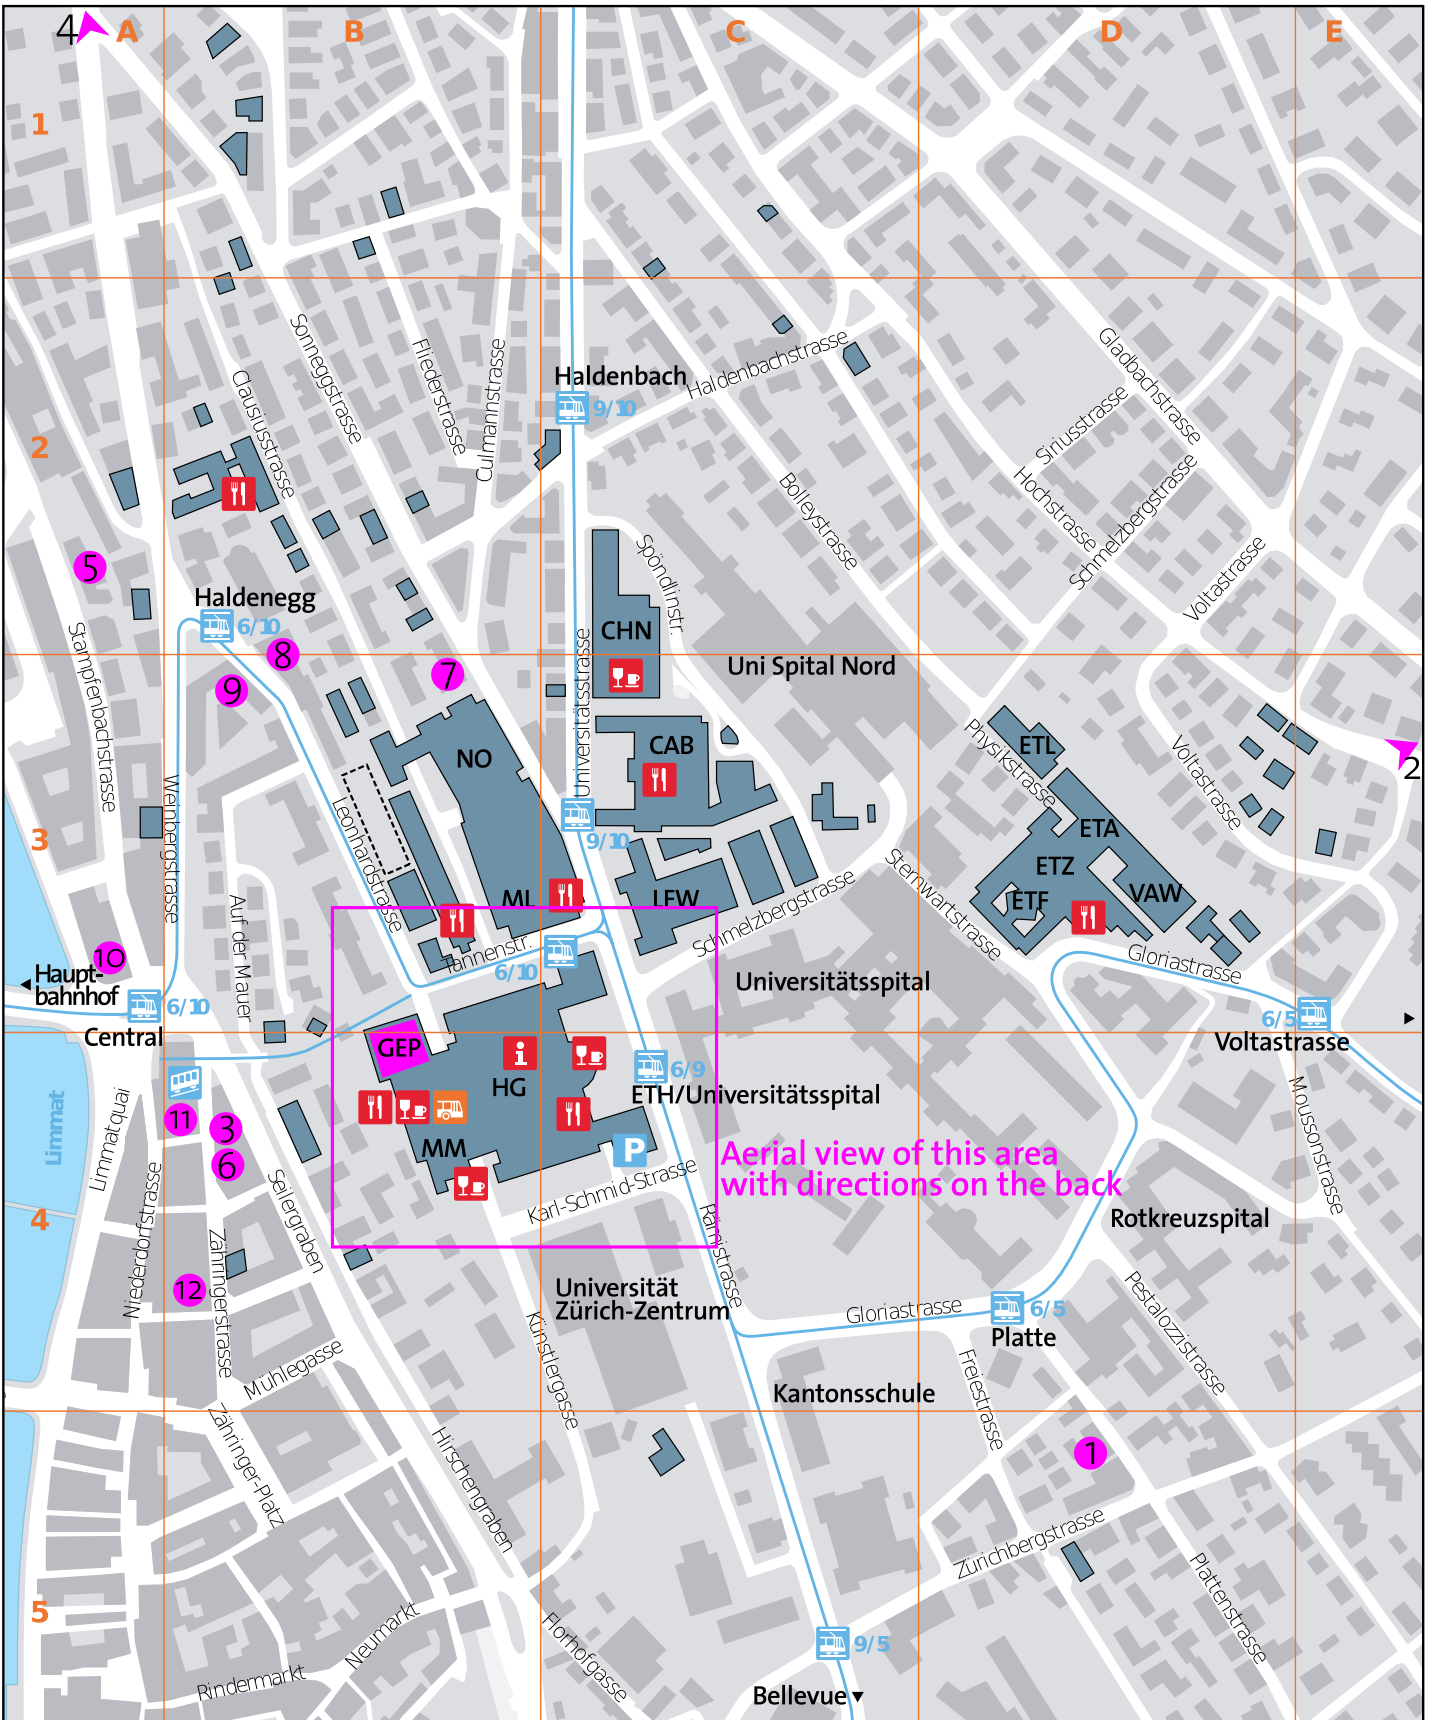 4
A
B
C
D
E
1
Sonneggstrasse
Fliederstrasse
Culmannstrasse
Clausiusstrasse
Haldenbach
9/10
Haldenbachstrasse
Gladbachstrasse
Siriusstrasse
2
Hochstrasse
Schmelzbergstrasse
Bolleystrasse
Voltastrasse
5
Spöndlinstr.
Haldenegg
6/10
CHN
Stampfenbachstrasse
8
7
9
Uni Spital Nord
Universitätsstrasse
NO
CAB
ETL
Physikstrasse
Voltastrasse
2
Weinbergstrasse
Leonhardstrasse
3
9/10
ETA
ETZ
ETF
VAW
ML
LFW
Sternwartstrasse
Schmelzbergstrasse
Auf der Mauer
Tannenstr.
6/10
10
Haupt-
bahnhof
6/10
Central
Universitätsspital
Gloriastrasse
6/5
Voltastrasse
GEP
HG
6/9
ETH/Universitätsspital
i
Limmat
Limmatquai
11
3
6
MM
P
Moussonstrasse
Aerial view of this area
with directions on the back
Karl-Schmid-Strasse
Seilergraben
Rämistrasse
4
Niederdorfstrasse
Zähringerstrasse
12
Rotkreuzspital
Universität
Zürich-Zentrum
Gloriastrasse
6/5
Platte
Pestalozzistrasse
Künstlergasse
Mühlegasse
Freiestrasse
Kantonsschule
Zähringer-Platz
Hirschengraben
1
Zürichbergstrasse
Plattenstrasse
5
Neumarkt
Florhofgasse
9/5
Rindermarkt
Bellevue